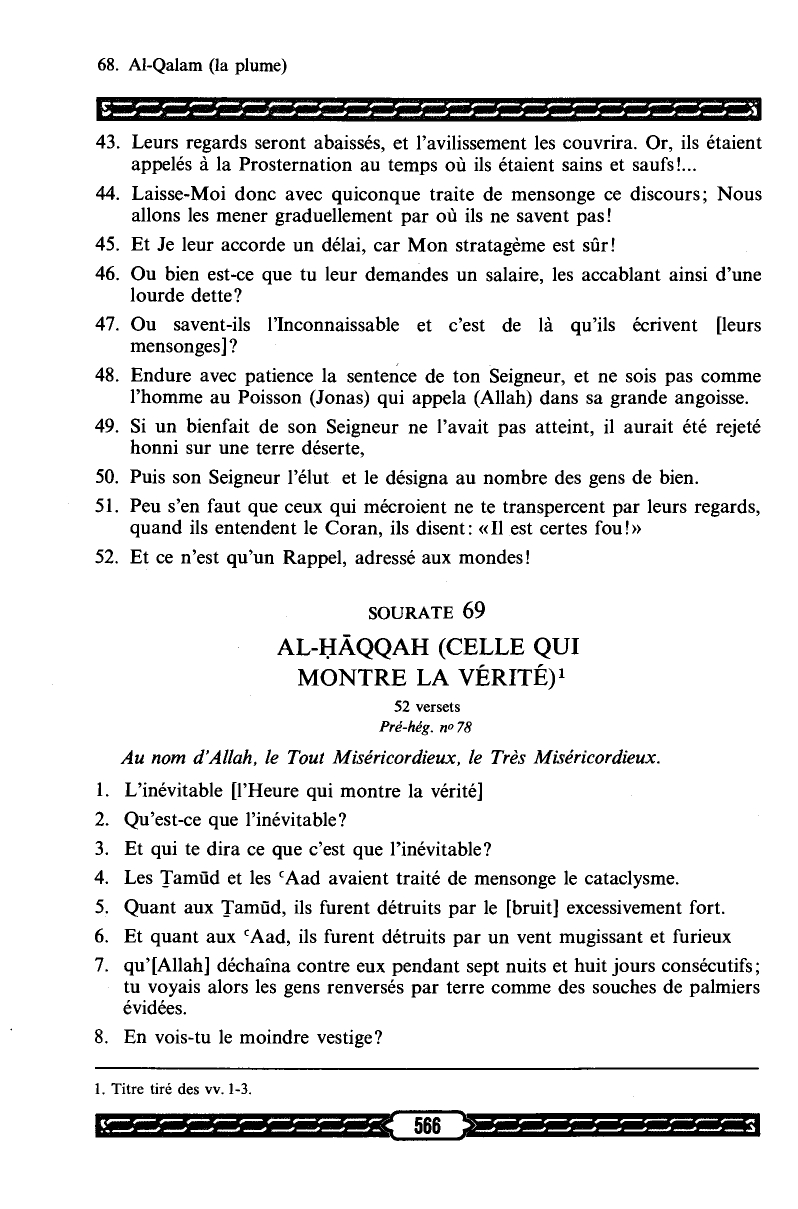 68. Al-Qalam (la plume)
43. Leurs regards seront abaissés, et l'avilissement les couvrira. Or, ils étaient
appelés à la Prosternation au temps où ils étaient sains et saufs!...
44. Laisse-Moi donc avec quiconque traite de mensonge ce discours; Nous
allons les mener graduellement par où ils ne savent pas!
45. Et Je leur accorde un délai, car Mon stratagème est sûr!
46. Ou bien est-ce que tu leur demandes un salaire, les accablant ainsi d'une
lourde dette?
47. Ou savent-ils l'Inconnaissable et c'est de là qu'ils écrivent [leurs
mensonges]?
48. Endure avec patience la sentence de ton Seigneur, et ne sois pas comme
l'homme au Poisson (Jonas) qui appela (Allah) dans sa grande angoisse.
49. Si un bienfait de son Seigneur ne l'avait pas atteint, il aurait été rejeté
honni sur une terre déserte,
50. Puis son Seigneur l'élut et le désigna au nombre des gens de bien.
51. Peu s'en faut que ceux qui mécroient ne te transpercent par leurs regards,
quand ils entendent le Coran, ils disent: «Il est certes fou!»
52. Et ce n'est qu'un Rappel, adressé aux mondes!
SOURATE 69
AL-ḤĀQQAH (CELLE QUI
MONTRE LA VÉRITÉ)¹
52 versets
Pré-hég. nº 78
Au nom d'Allah, le Tout Miséricordieux, le Très Miséricordieux.
1. L'inévitable [l'Heure qui montre la vérité]
2. Qu'est-ce que l'inévitable?
3. Et qui te dira ce que c'est que l'inévitable?
4. Les Ṯamūd et les ʿAad avaient traité de mensonge le cataclysme.
5. Quant aux Ṯamūd, ils furent détruits par le [bruit] excessivement fort.
6. Et quant aux ʿAad, ils furent détruits par un vent mugissant et furieux
7. qu'[Allah] déchaîna contre eux pendant sept nuits et huit jours consécutifs;
tu voyais alors les gens renversés par terre comme des souches de palmiers
évidées.
8. En vois-tu le moindre vestige?
1. Titre tiré des vv. 1-3.
566